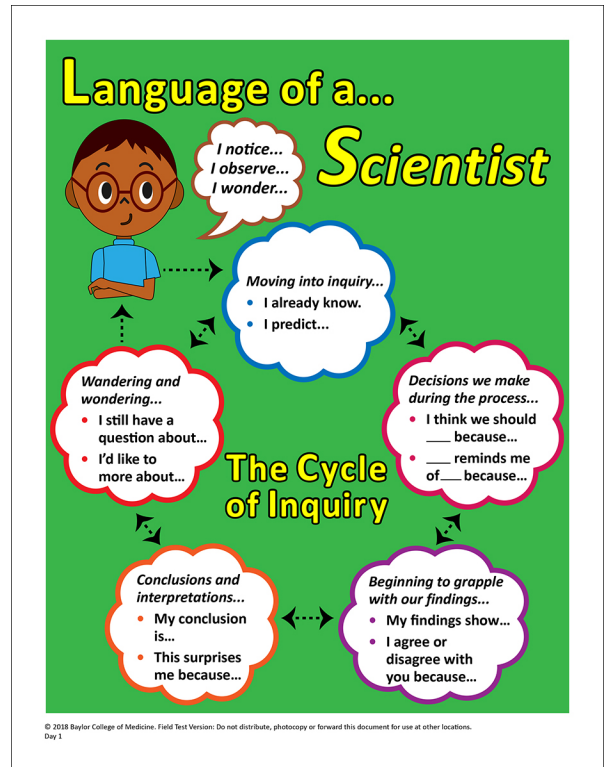 Language of a...
Scientist
I notice...
I observe...
I wonder...
Moving into inquiry...
• I already know.
• I predict...
Decisions we make
during the process...
• I think we should
___ because...
• ___ reminds me
of___ because...
Beginning to grapple
with our findings...
• My findings show...
• I agree or
disagree with
you because...
Conclusions and
interpretations...
• My conclusion
is...
• This surprises
me because...
Wandering and
wondering...
• I still have a
question about...
• I'd like to
more about...
The Cycle
of Inquiry
© 2018 Baylor College of Medicine. Field Test Version: Do not distribute, photocopy or forward this document for use at other locations.
Day 1